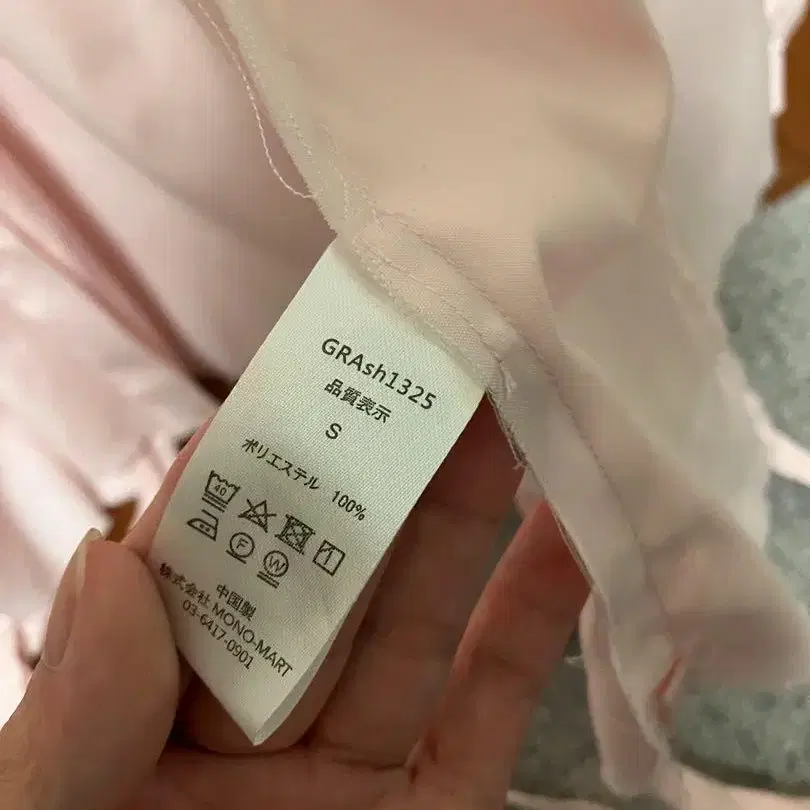 GRAsh1325
品質表示
S
ポリエステル 100%
40
F W
中国製
株式会社 MONO-MART
03-6417-0901